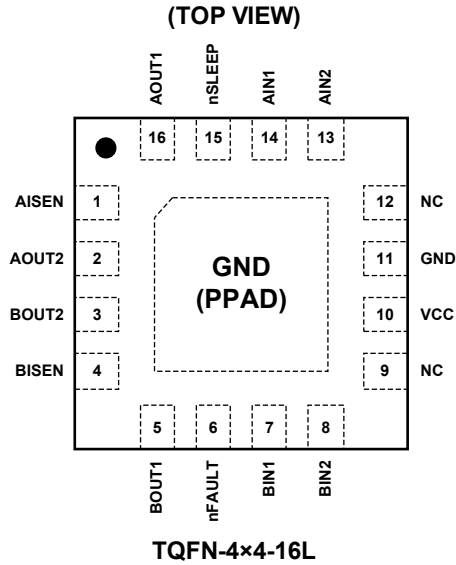 (TOP VIEW)
AOUT1
nSLEEP
AIN1
AIN2
16
15
14
13
AISEN 1
12 NC
AOUT2 2
11 GND
BOUT2 3
10 VCC
BISEN 4
9 NC
GND
(PPAD)
5
6
7
8
BOUT1
nFAULT
BIN1
BIN2
TQFN-4×4-16L